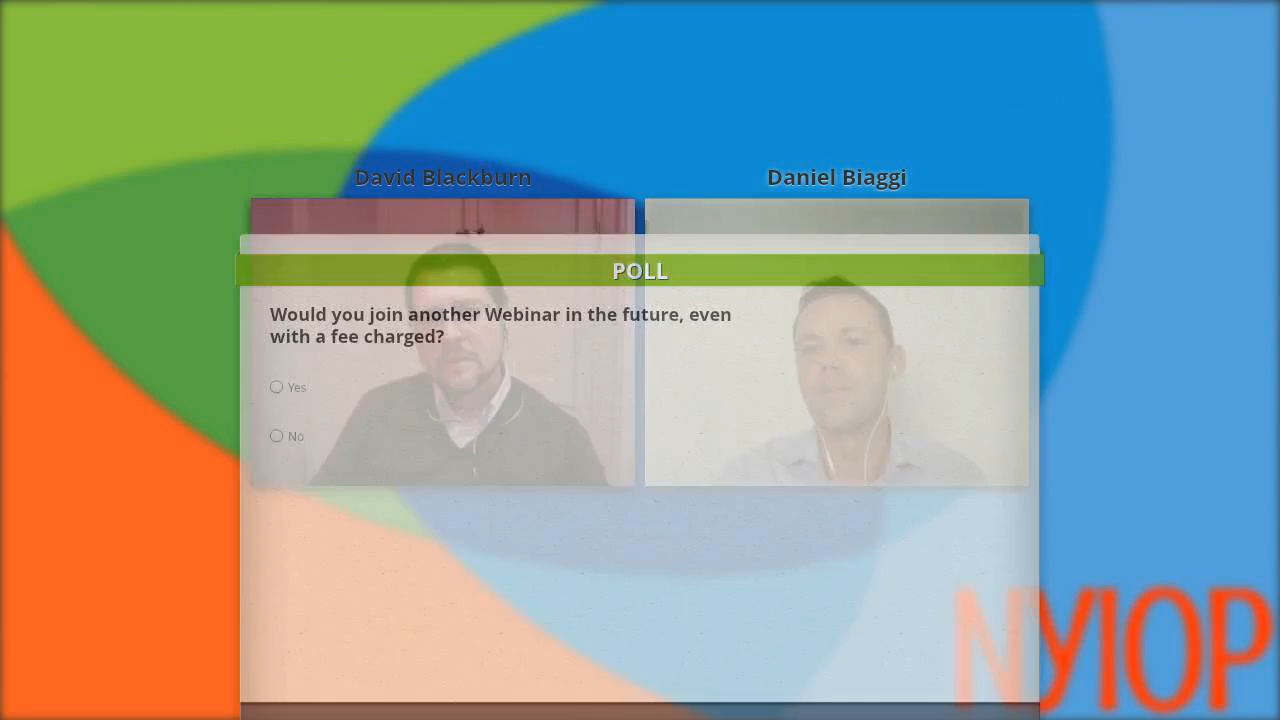 David Blackburn
Daniel Biaggi
POLL
Would you join another Webinar in the future, even
with a fee charged?
Yes
No
NYIOP